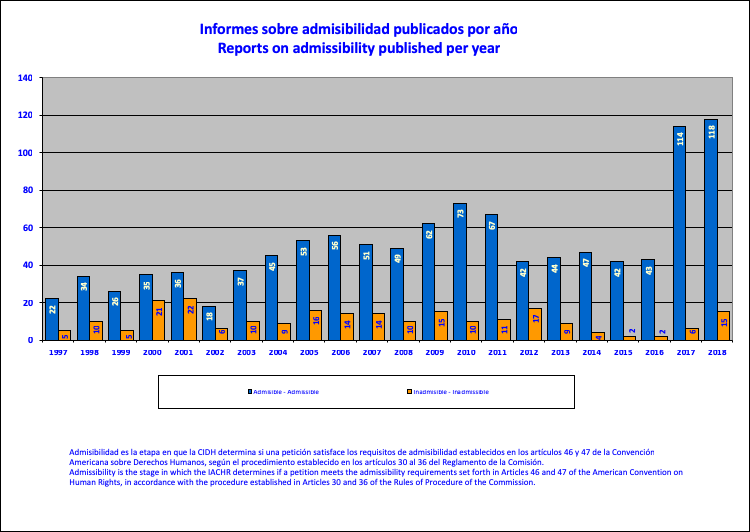 Informes sobre admisibilidad publicados por año
Reports on admissibility published per year
140
120
100
80
60
40
20
0
22 5 34 10 26 5 35 21 36 22 18 6 37 10 45 9 53 16 56 14 51 14 49 10 62 15 73 10 67 11 42 17 44 9 47 4 42 2 43 2 114 6 118 15
1997 1998 1999 2000 2001 2002 2003 2004 2005 2006 2007 2008 2009 2010 2011 2012 2013 2014 2015 2016 2017 2018
Admisible - Admissible Inadmisible - Inadmissible
Admisibilidad es la etapa en que la CIDH determina si una petición satisface los requisitos de admisibilidad establecidos en los artículos 46 y 47 de la Convención
Americana sobre Derechos Humanos, según el procedimiento establecido en los artículos 30 al 36 del Reglamento de la Comisión.
Admissibility is the stage in which the IACHR determines if a petition meets the admissibility requirements set forth in Articles 46 and 47 of the American Convention on
Human Rights, in accordance with the procedure established in Articles 30 and 36 of the Rules of Procedure of the Commission.